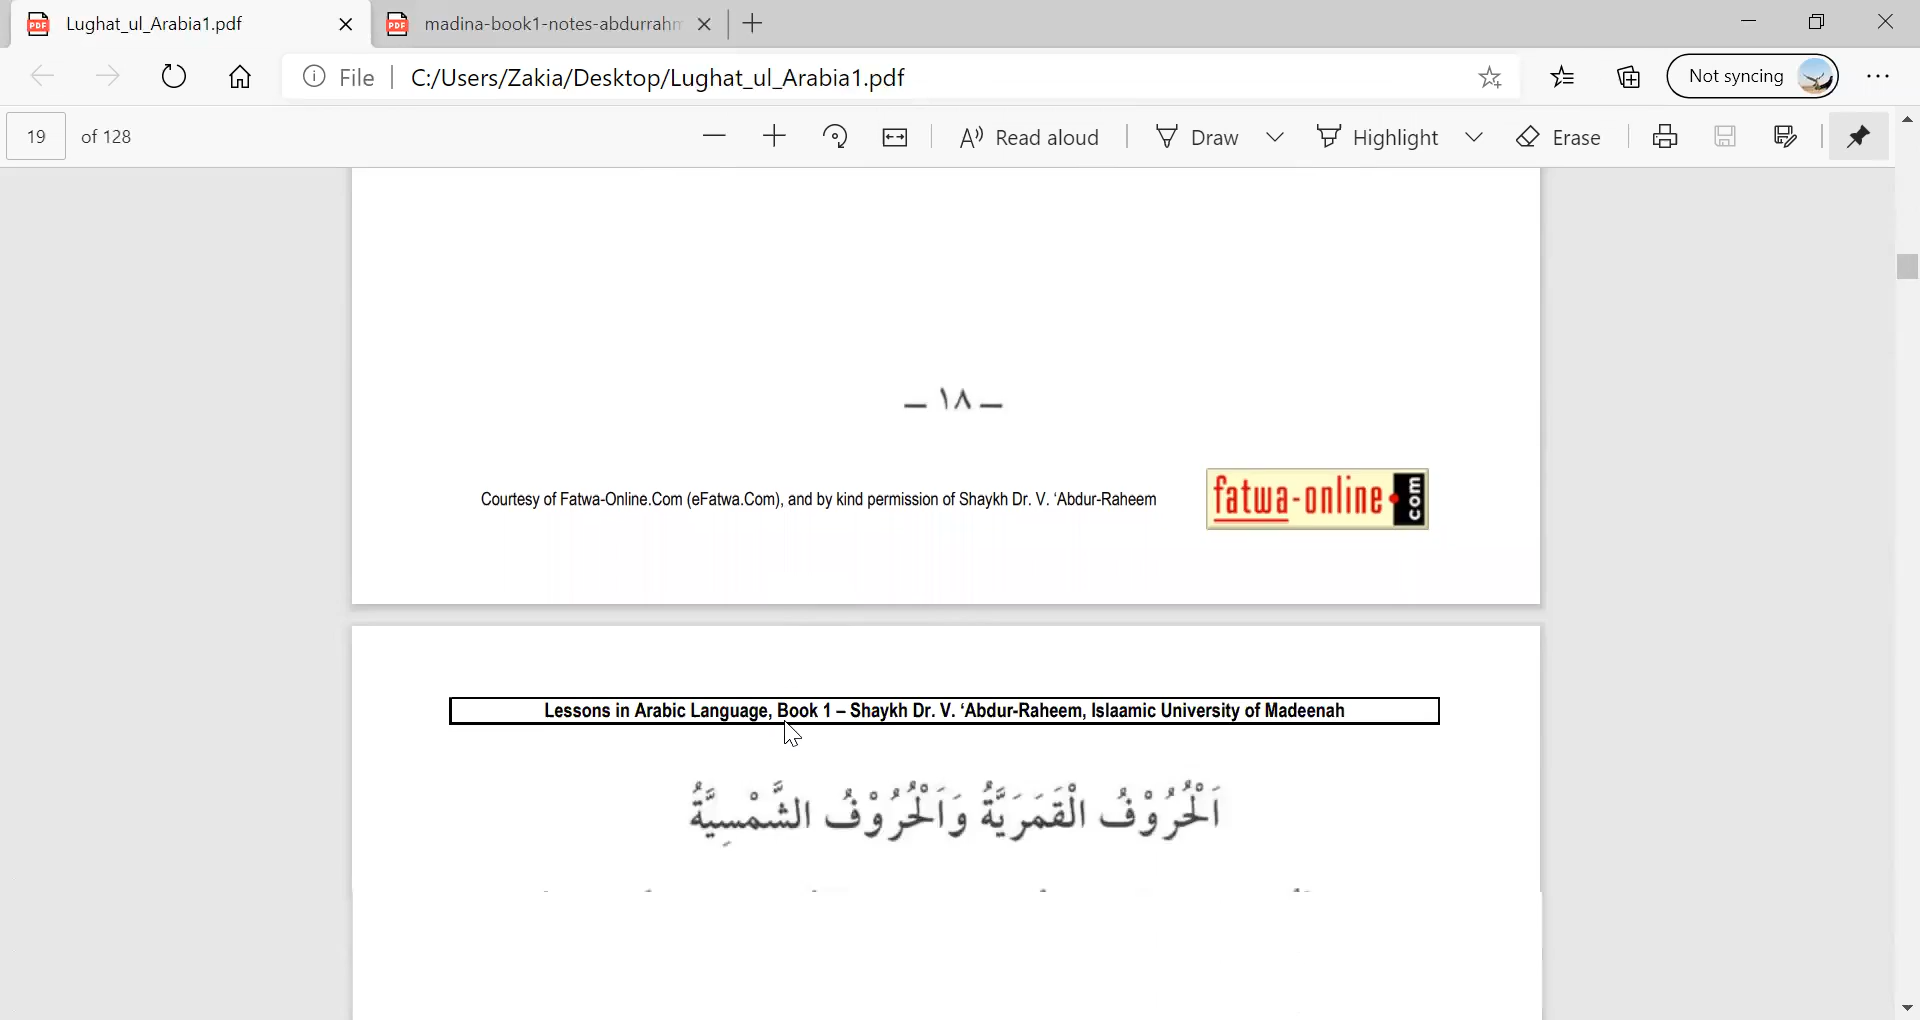 Lughat_ul_Arabia1.pdf
madina-book1-notes-abdurrahm
Not syncing
File
C:/Users/Zakia/Desktop/Lughat_ul_Arabia1.pdf
19 of 128
Read aloud
Draw
Highlight
Erase
– ١٨ –
Courtesy of Fatwa-Online.Com (eFatwa.Com), and by kind permission of Shaykh Dr. V. ‘Abdur-Raheem
fatwa-online.com
Lessons in Arabic Language, Book 1 – Shaykh Dr. V. ‘Abdur-Raheem, Islaamic University of Madeenah
اَلْحُرُوْفُ الْقَمَرَيَّةُ وَاَلْحُرُوْفُ الشَّمْسِيَّةُ